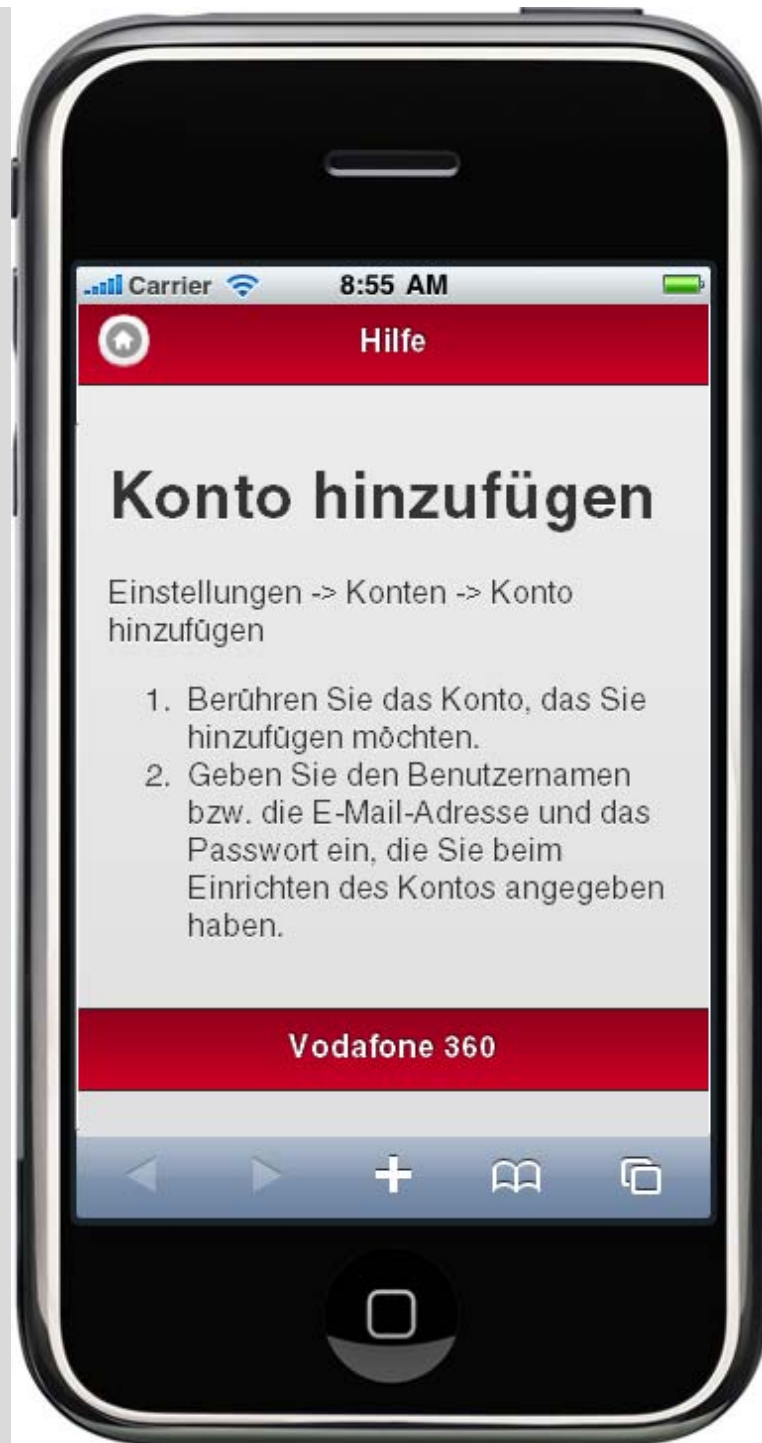 Carrier 8:55 AM
Hilfe
Konto hinzufügen
Einstellungen -> Konten -> Konto
hinzufügen
1. Berühren Sie das Konto, das Sie
hinzufügen möchten.
2. Geben Sie den Benutzernamen
bzw. die E-Mail-Adresse und das
Passwort ein, die Sie beim
Einrichten des Kontos angegeben
haben.
Vodafone 360